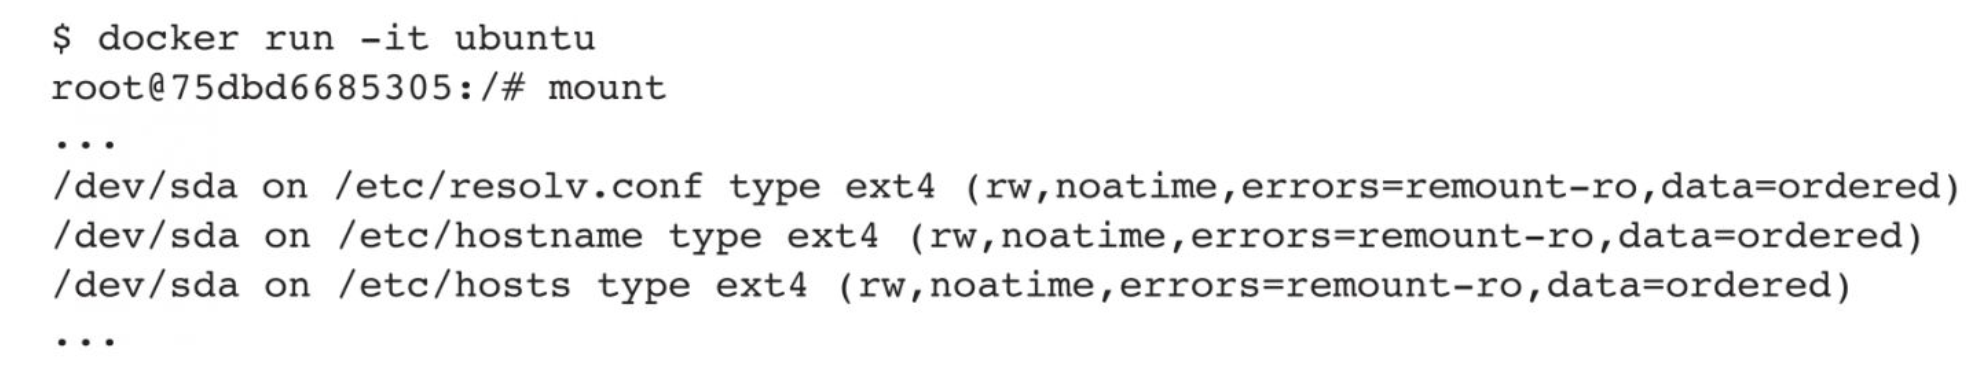 $ docker run -it ubuntu
root@75dbd6685305:/# mount
...
/dev/sda on /etc/resolv.conf type ext4 (rw,noatime,errors=remount-ro,data=ordered)
/dev/sda on /etc/hostname type ext4 (rw,noatime,errors=remount-ro,data=ordered)
/dev/sda on /etc/hosts type ext4 (rw,noatime,errors=remount-ro,data=ordered)
...